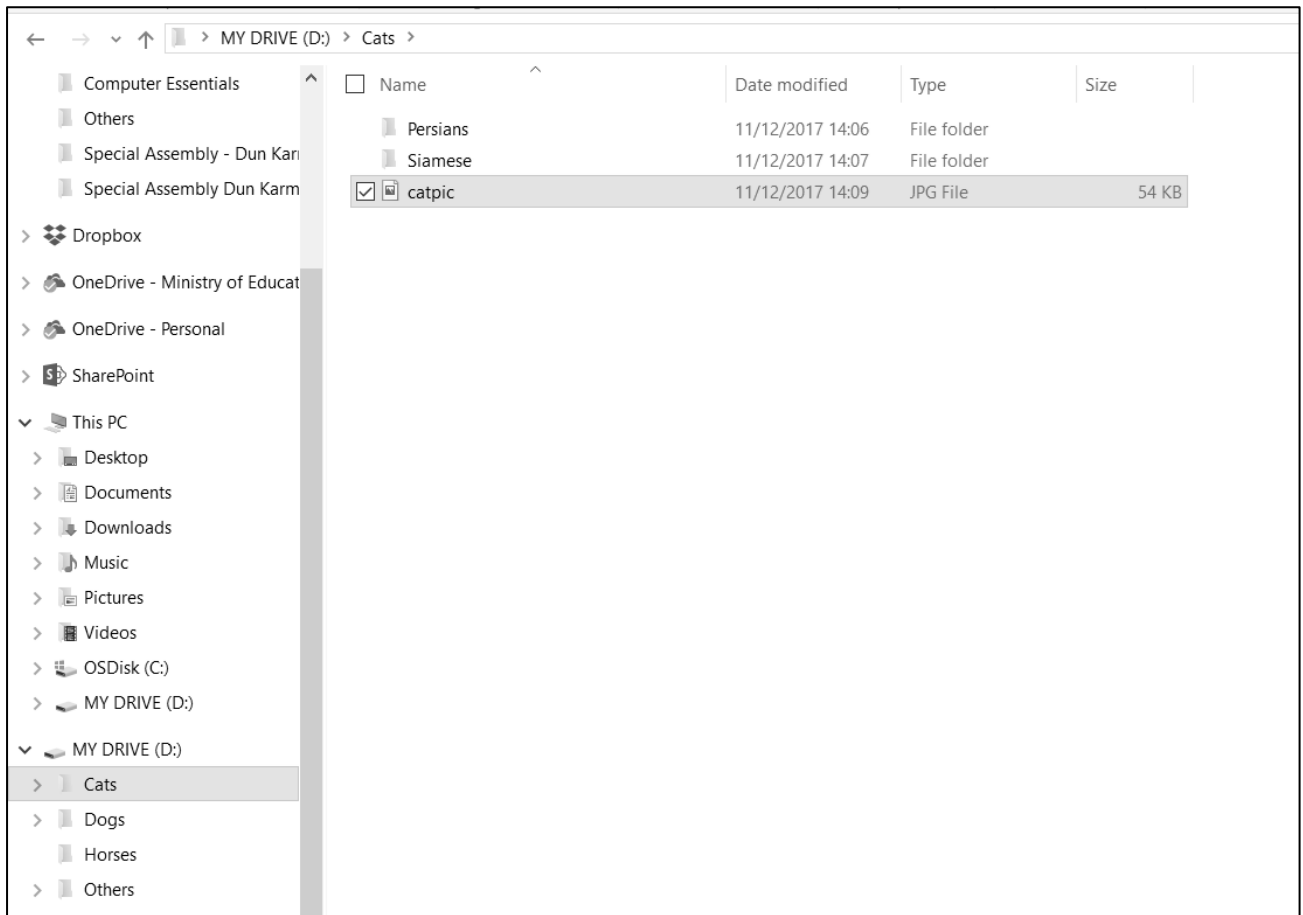 MY DRIVE (D:) > Cats >
Computer Essentials
Others
Special Assembly - Dun Kar
Special Assembly Dun Karm
Dropbox
OneDrive - Ministry of Educat
OneDrive - Personal
SharePoint
This PC
Desktop
Documents
Downloads
Music
Pictures
Videos
OSDisk (C:)
MY DRIVE (D:)
MY DRIVE (D:)
Cats
Dogs
Horses
Others
Name Date modified Type Size
Persians 11/12/2017 14:06 File folder
Siamese 11/12/2017 14:07 File folder
catpic 11/12/2017 14:09 JPG File 54 KB